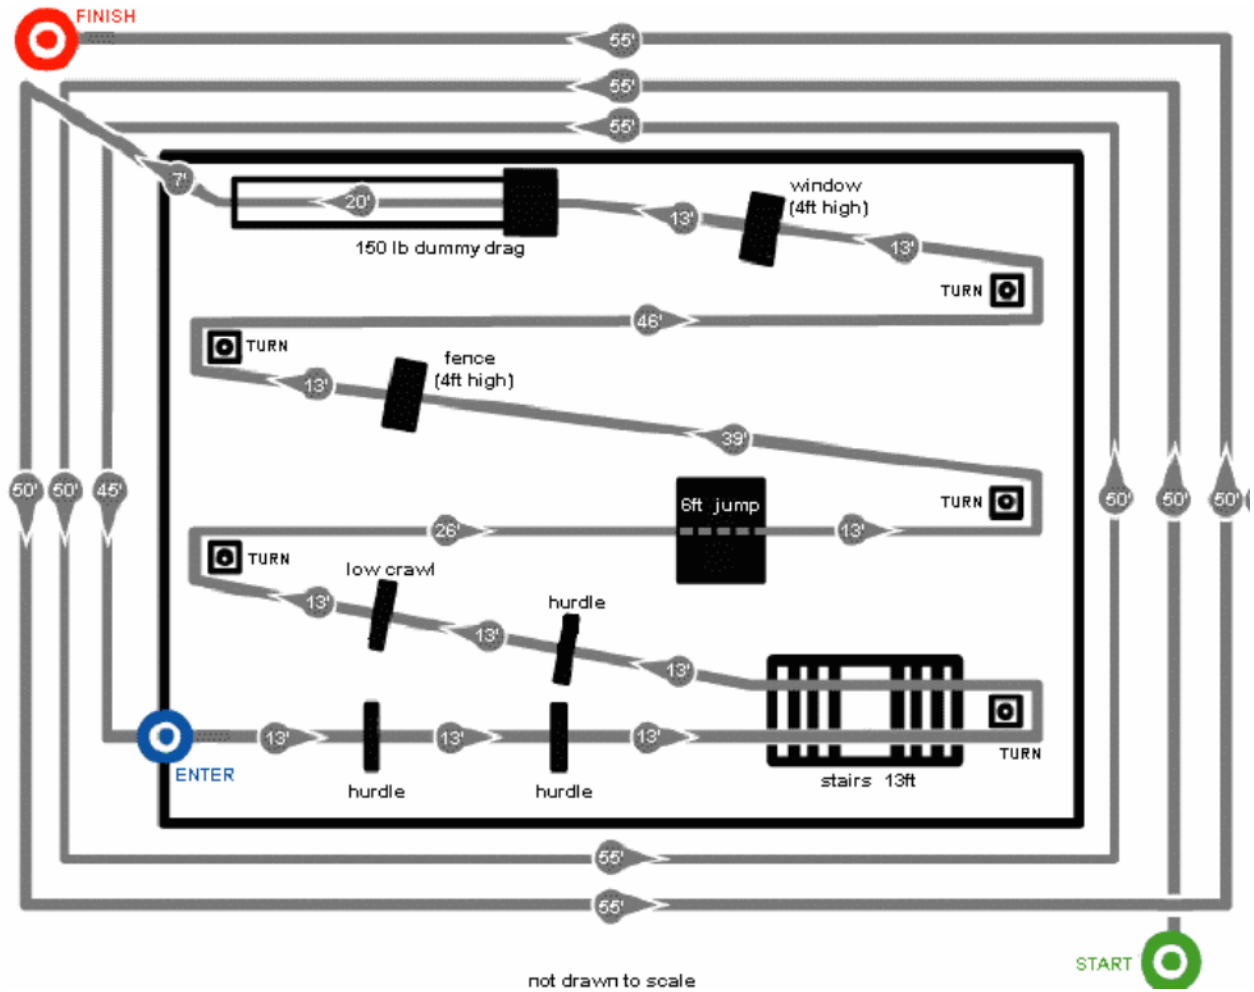 FINISH
55'
55'
55'
7'
20'
13'
window
(4ft high)
13'
150 lb dummy drag
TURN
46'
TURN
fence
(4ft high)
13'
39'
50'
50'
45'
6ft jump
TURN
50'
50'
50'
26'
13'
TURN
low crawl
13'
hurdle
13'
13'
13'
13'
13'
TURN
ENTER
hurdle
hurdle
stairs 13ft
55'
55'
START
not drawn to scale